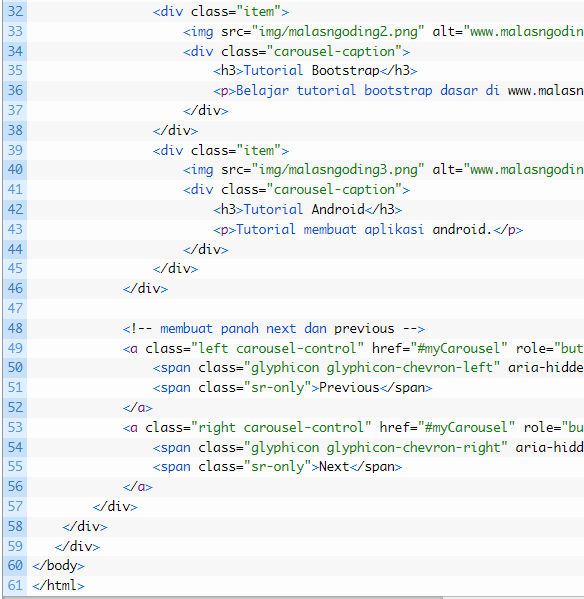 32 <div class="item">
33 <img src="img/malasngoding2.png" alt="www.malasngodin
34 <div class="carousel-caption">
35 <h3>Tutorial Bootstrap</h3>
36 <p>Belajar tutorial bootstrap dasar di www.malasn
37 </div>
38 </div>
39 <div class="item">
40 <img src="img/malasngoding3.png" alt="www.malasngodin
41 <div class="carousel-caption">
42 <h3>Tutorial Android</h3>
43 <p>Tutorial membuat aplikasi android.</p>
44 </div>
45 </div>
46 </div>
47
48 <!-- membuat panah next dan previous -->
49 <a class="left carousel-control" href="#myCarousel" role="but
50 <span class="glyphicon glyphicon-chevron-left" aria-hidde
51 <span class="sr-only">Previous</span>
52 </a>
53 <a class="right carousel-control" href="#myCarousel" role="bu
54 <span class="glyphicon glyphicon-chevron-right" aria-hidd
55 <span class="sr-only">Next</span>
56 </a>
57 </div>
58 </div>
59 </div>
60 </body>
61 </html>